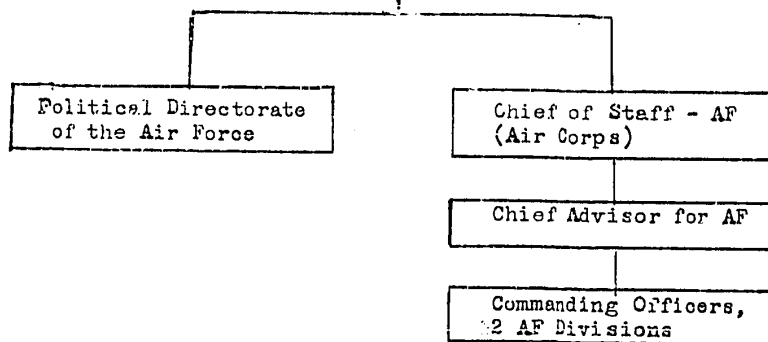 Political Directorate
of the Air Force
Chief of Staff - AF
(Air Corps)
Chief Advisor for AF
Commanding Officers,
2 AF Divisions